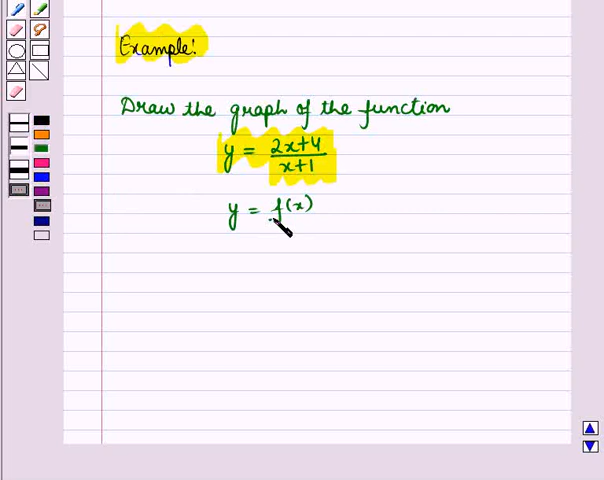 Example!
Draw the graph of the function
y = 2x+4 / x+1
y = f(x)